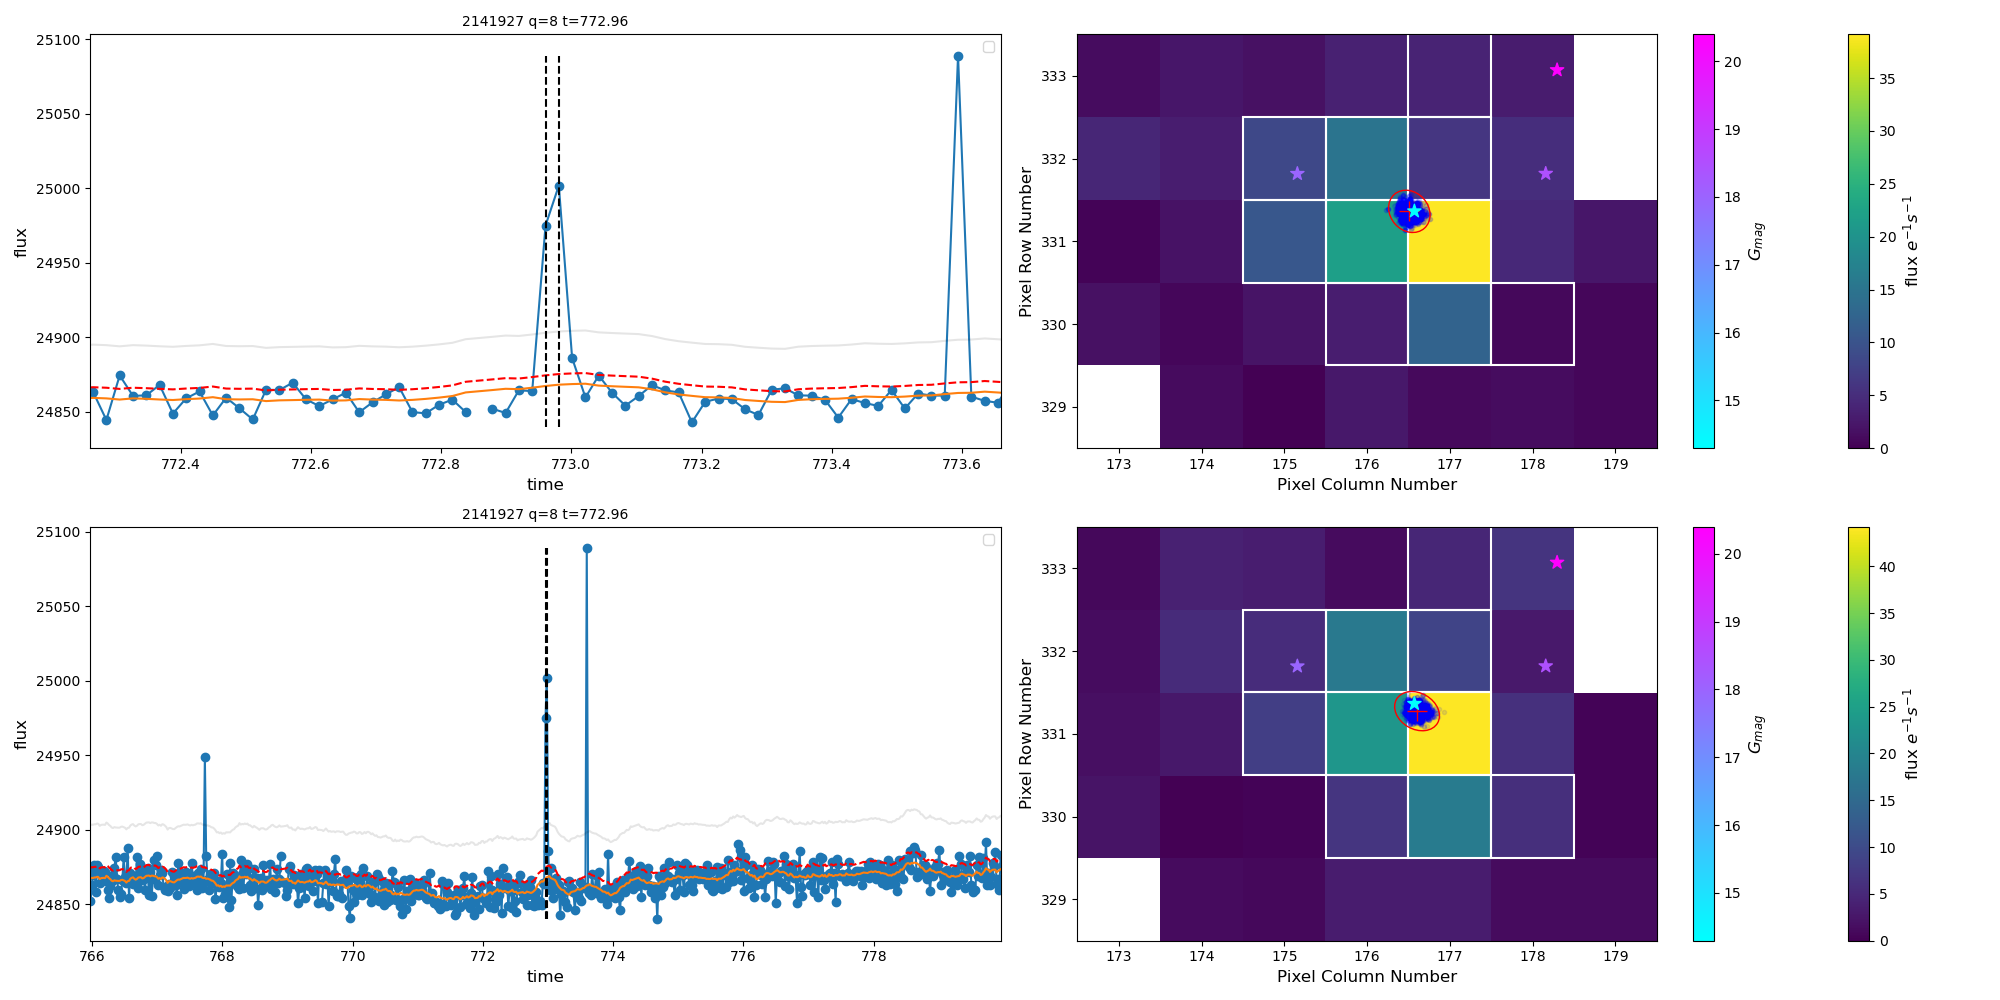 2141927 q=8 t=772.96
25100
25050
25000
24950
24900
24850
flux
772.4 772.6 772.8 773.0 773.2 773.4 773.6
time
333
332
331
330
329
Pixel Row Number
173 174 175 176 177 178 179
Pixel Column Number
20
19
18
17
16
15
G_mag
35
30
25
20
15
10
5
0
flux e⁻¹s⁻¹
2141927 q=8 t=772.96
25100
25050
25000
24950
24900
24850
flux
766 768 770 772 774 776 778
time
333
332
331
330
329
Pixel Row Number
173 174 175 176 177 178 179
Pixel Column Number
20
19
18
17
16
15
G_mag
40
35
30
25
20
15
10
5
0
flux e⁻¹s⁻¹